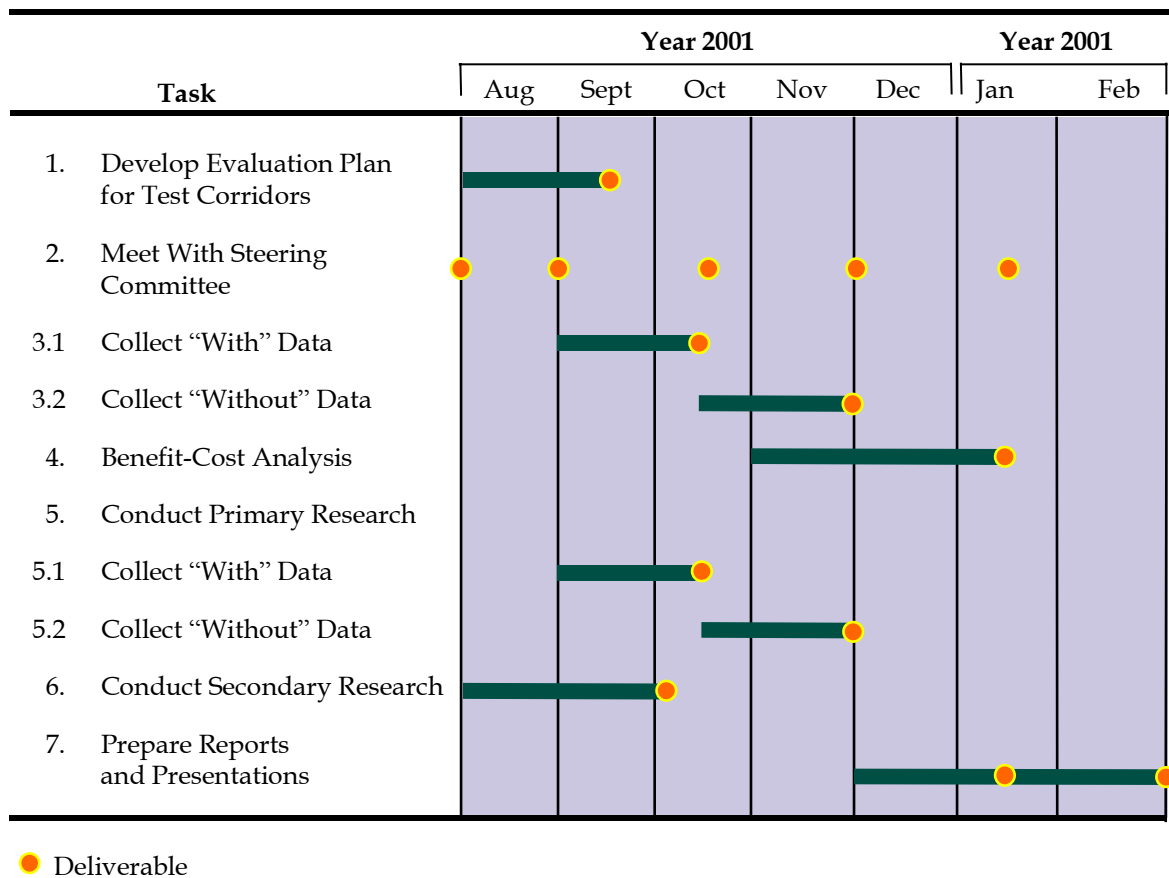 Year 2001 Year 2001
Task Aug Sept Oct Nov Dec Jan Feb
1. Develop Evaluation Plan
for Test Corridors
2. Meet With Steering
Committee
3.1 Collect “With” Data
3.2 Collect “Without” Data
4. Benefit-Cost Analysis
5. Conduct Primary Research
5.1 Collect “With” Data
5.2 Collect “Without” Data
6. Conduct Secondary Research
7. Prepare Reports
and Presentations
Deliverable